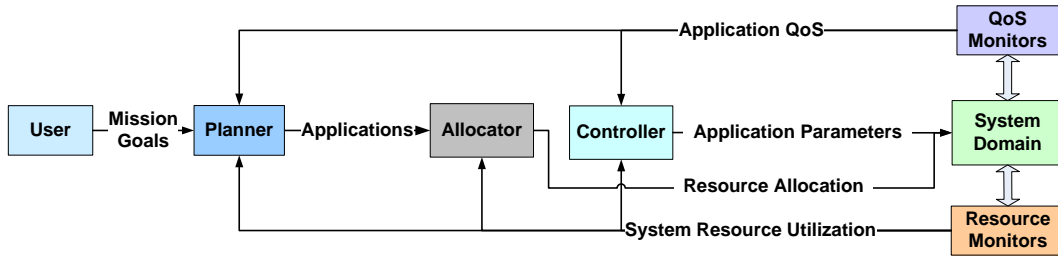 Application QoS
QoS
Monitors
User
Mission
Goals
Planner
Applications
Allocator
Controller
Application Parameters
System
Domain
Resource Allocation
System Resource Utilization
Resource
Monitors